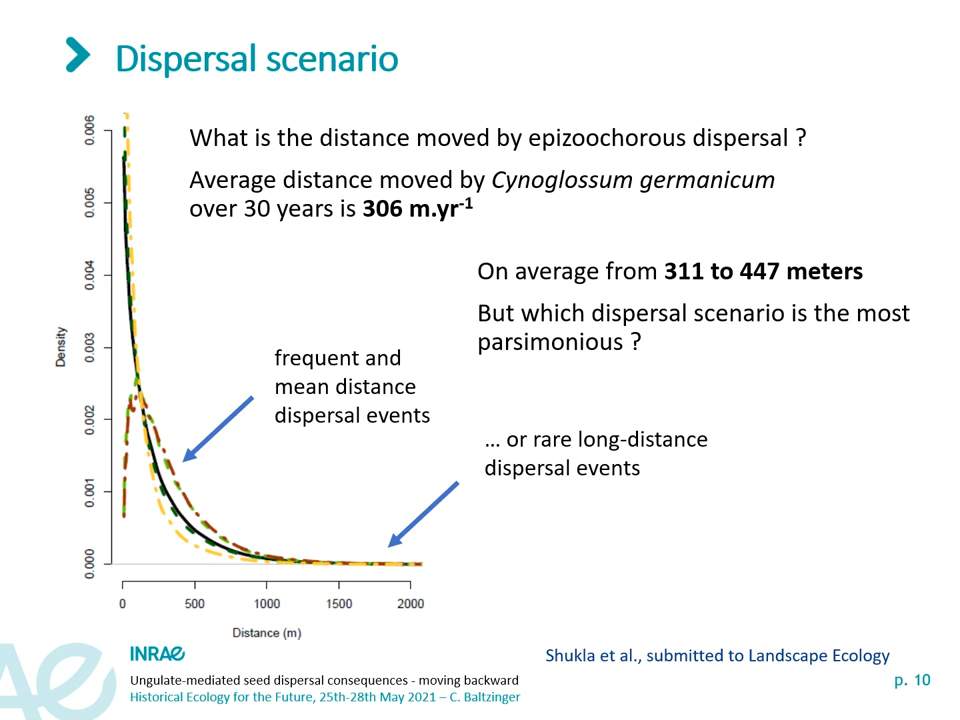 Dispersal scenario
What is the distance moved by epizoochorous dispersal ?
Average distance moved by Cynoglossum germanicum
over 30 years is 306 m.yr-1
On average from 311 to 447 meters
But which dispersal scenario is the most
parsimonious ?
frequent and
mean distance
dispersal events
… or rare long-distance
dispersal events
Density
0.006
0.005
0.004
0.003
0.002
0.001
0.000
0 500 1000 1500 2000
Distance (m)
INRAE
Shukla et al., submitted to Landscape Ecology
Ungulate-mediated seed dispersal consequences - moving backward
Historical Ecology for the Future, 25th-28th May 2021 – C. Baltzinger
p. 10